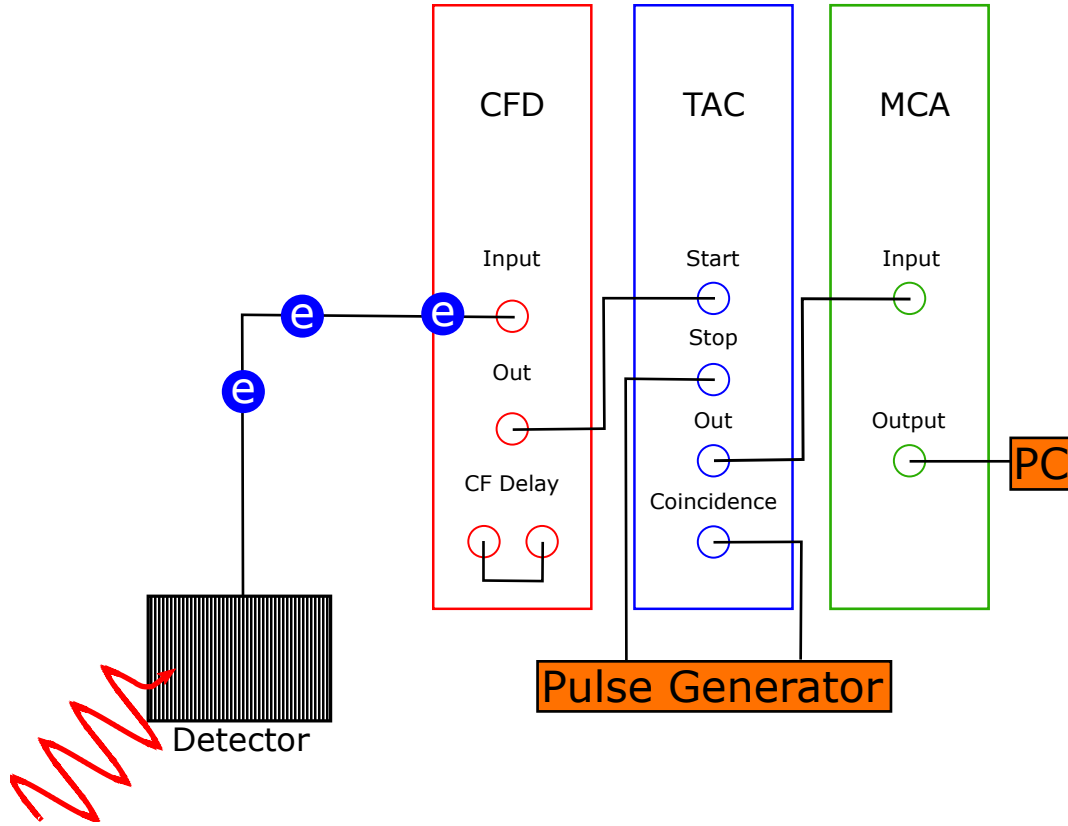 CFD
TAC
MCA
Input
Start
Input
Stop
Out
Out
Output
CF Delay
Coincidence
PC
e
e
e
Pulse Generator
Detector